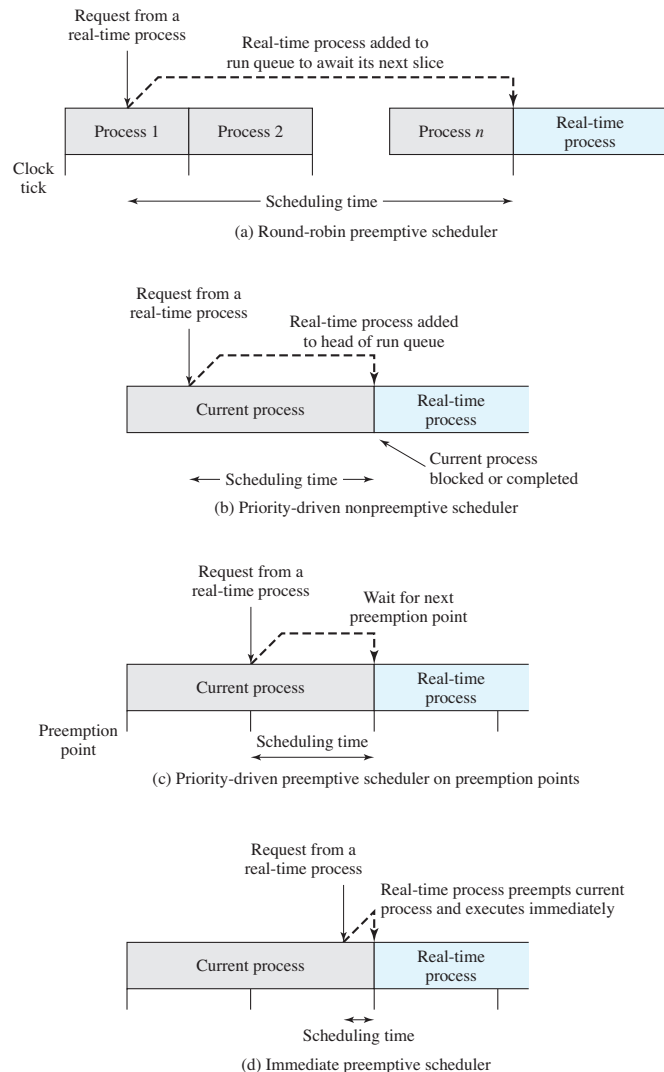 Request from a
real-time process
Real-time process added to
run queue to await its next slice
Process 1
Process 2
Process n
Real-time
process
Clock
tick
Scheduling time
(a) Round-robin preemptive scheduler
Request from a
real-time process
Real-time process added
to head of run queue
Current process
Real-time
process
Current process
blocked or completed
Scheduling time
(b) Priority-driven nonpreemptive scheduler
Request from a
real-time process
Wait for next
preemption point
Current process
Real-time
process
Preemption
point
Scheduling time
(c) Priority-driven preemptive scheduler on preemption points
Request from a
real-time process
Real-time process preempts current
process and executes immediately
Current process
Real-time
process
Scheduling time
(d) Immediate preemptive scheduler